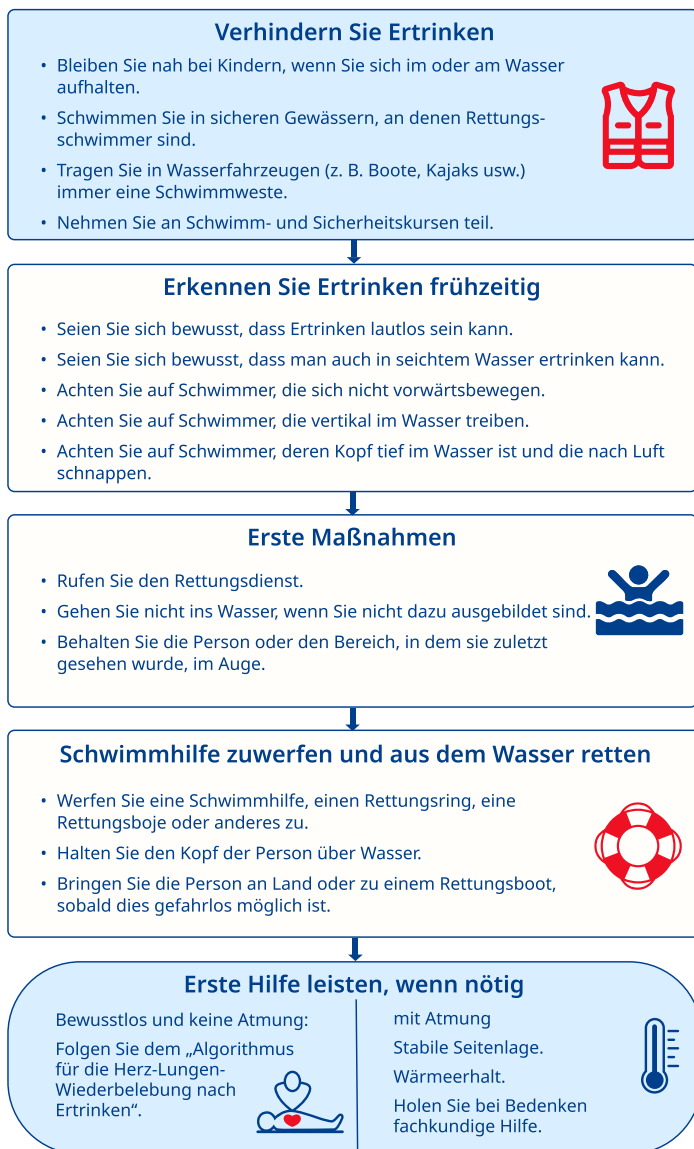 Verhindern Sie Ertrinken
• Bleiben Sie nah bei Kindern, wenn Sie sich im oder am Wasser
aufhalten.
• Schwimmen Sie in sicheren Gewässern, an denen Rettungs-
schwimmer sind.
• Tragen Sie in Wasserfahrzeugen (z. B. Boote, Kajaks usw.)
immer eine Schwimmweste.
• Nehmen Sie an Schwimm- und Sicherheitskursen teil.
Erkennen Sie Ertrinken frühzeitig
• Seien Sie sich bewusst, dass Ertrinken lautlos sein kann.
• Seien Sie sich bewusst, dass man auch in seichtem Wasser ertrinken kann.
• Achten Sie auf Schwimmer, die sich nicht vorwärtsbewegen.
• Achten Sie auf Schwimmer, die vertikal im Wasser treiben.
• Achten Sie auf Schwimmer, deren Kopf tief im Wasser ist und die nach Luft
schnappen.
Erste Maßnahmen
• Rufen Sie den Rettungsdienst.
• Gehen Sie nicht ins Wasser, wenn Sie nicht dazu ausgebildet sind.
• Behalten Sie die Person oder den Bereich, in dem sie zuletzt
gesehen wurde, im Auge.
Schwimmhilfe zuwerfen und aus dem Wasser retten
• Werfen Sie eine Schwimmhilfe, einen Rettungsring, eine
Rettungsboje oder anderes zu.
• Halten Sie den Kopf der Person über Wasser.
• Bringen Sie die Person an Land oder zu einem Rettungsboot,
sobald dies gefahrlos möglich ist.
Erste Hilfe leisten, wenn nötig
Bewusstlos und keine Atmung:
Folgen Sie dem „Algorithmus
für die Herz-Lungen-
Wiederbelebung nach
Ertrinken“.
mit Atmung
Stabile Seitenlage.
Wärmeerhalt.
Holen Sie bei Bedenken
fachkundige Hilfe.